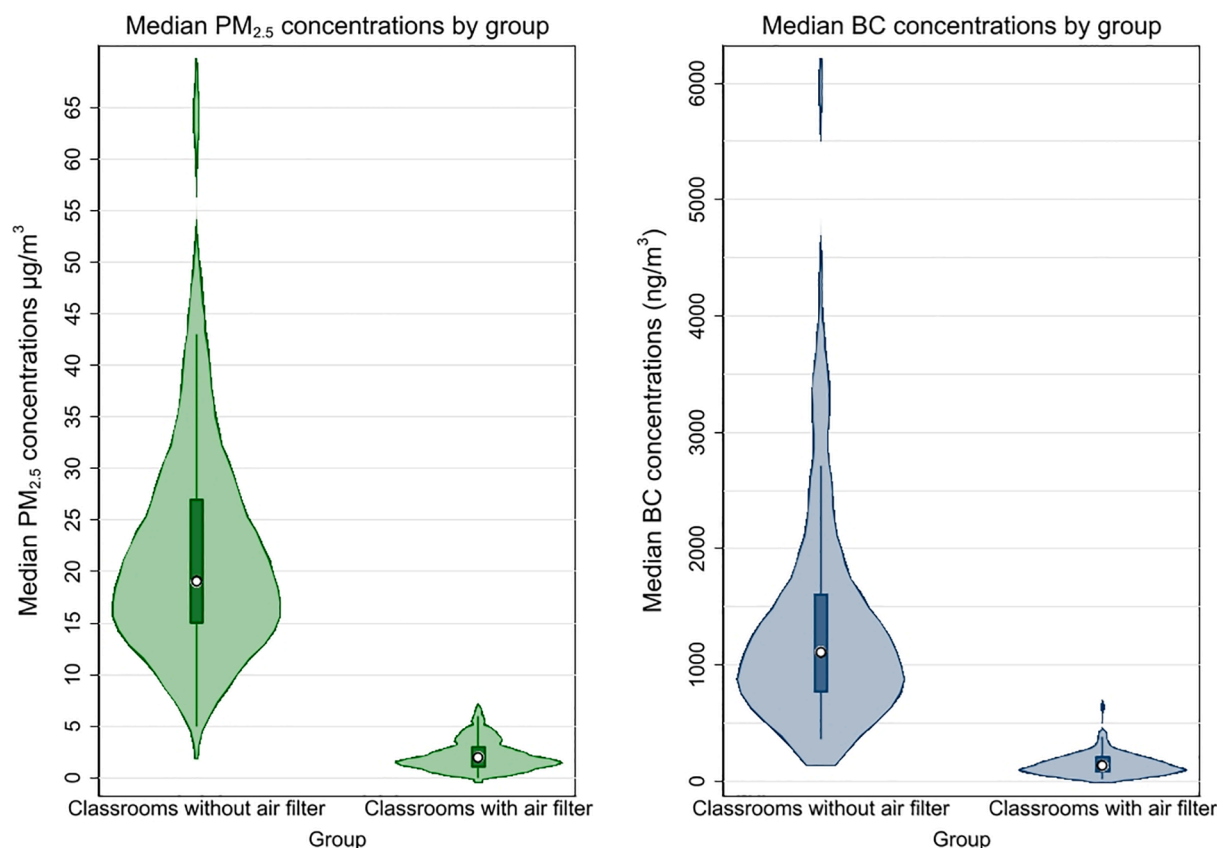 Median PM2.5 concentrations by group
Median PM2.5 concentrations µg/m³
65
60
55
50
45
40
35
30
25
20
15
10
5
0
Classrooms without air filter
Classrooms with air filter
Group
Median BC concentrations by group
Median BC concentrations (ng/m³)
6000
5000
4000
3000
2000
1000
0
Classrooms without air filter
Classrooms with air filter
Group